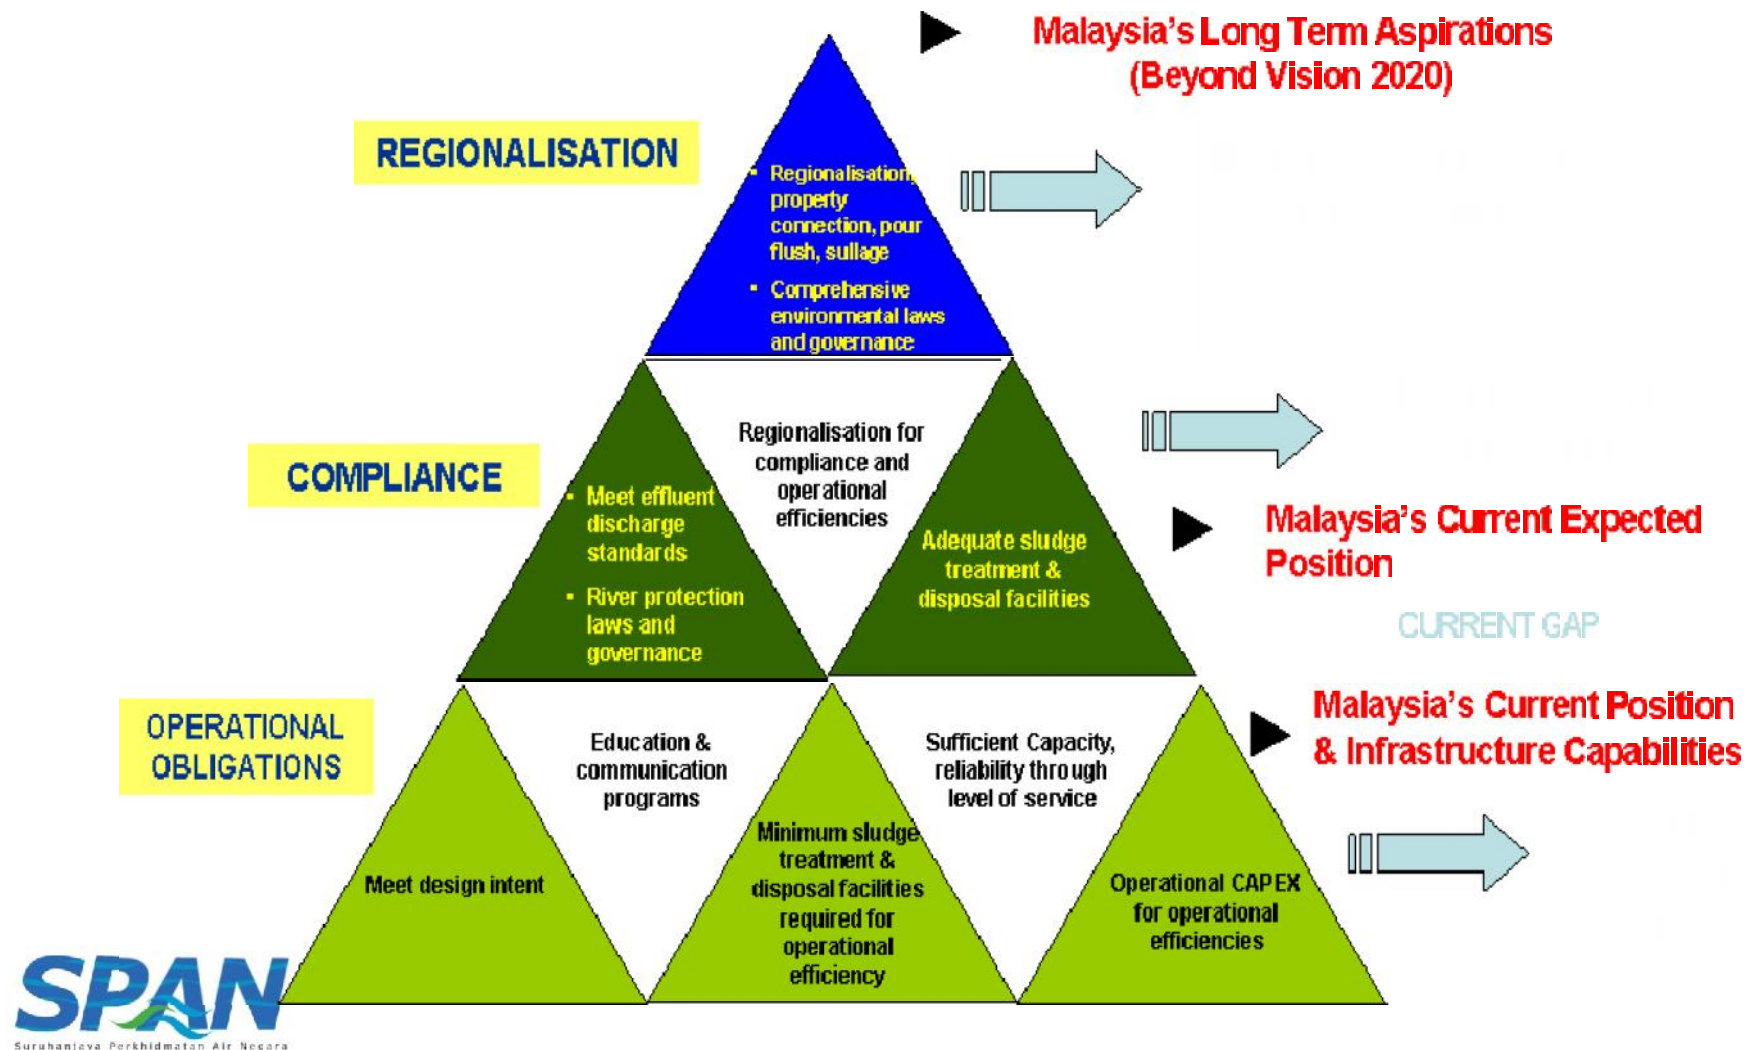 Malaysia's Long Term Aspirations
(Beyond Vision 2020)
REGIONALISATION
▪ Regionalisation,
property
connection, pour
flush, sullage
▪ Comprehensive
environmental laws
and governance
COMPLIANCE
▪ Meet effluent
discharge
standards
▪ River protection
laws and
governance
Regionalisation for
compliance and
operational
efficiencies
Adequate sludge
treatment &
disposal facilities
Malaysia's Current Expected
Position
CURRENT GAP
Malaysia's Current Position
& Infrastructure Capabilities
OPERATIONAL
OBLIGATIONS
Meet design intent
Education &
communication
programs
Minimum sludge
treatment &
disposal facilities
required for
operational
efficiency
Sufficient Capacity,
reliability through
level of service
Operational CAPEX
for operational
efficiencies
SPAN
Suruhanjaya Perkhidmatan Air Negara